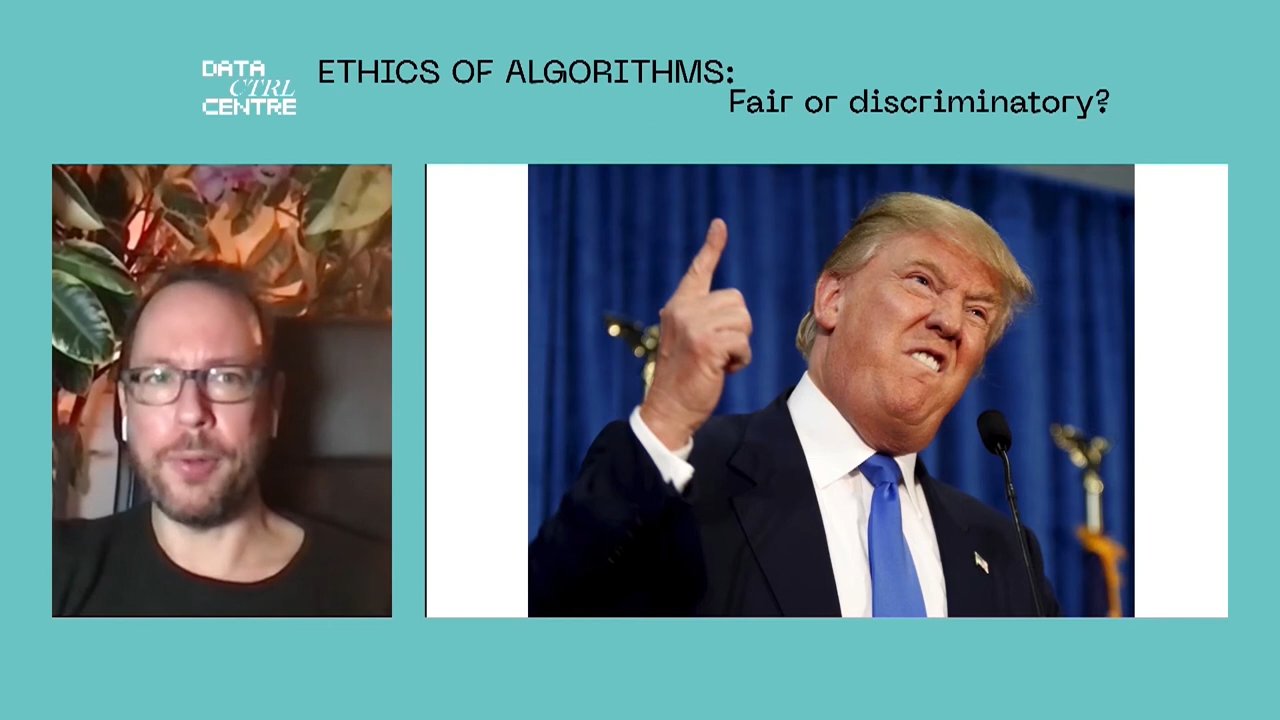 DATA
CTRL
CENTRE
ETHICS OF ALGORITHMS:
Fair or discriminatory?